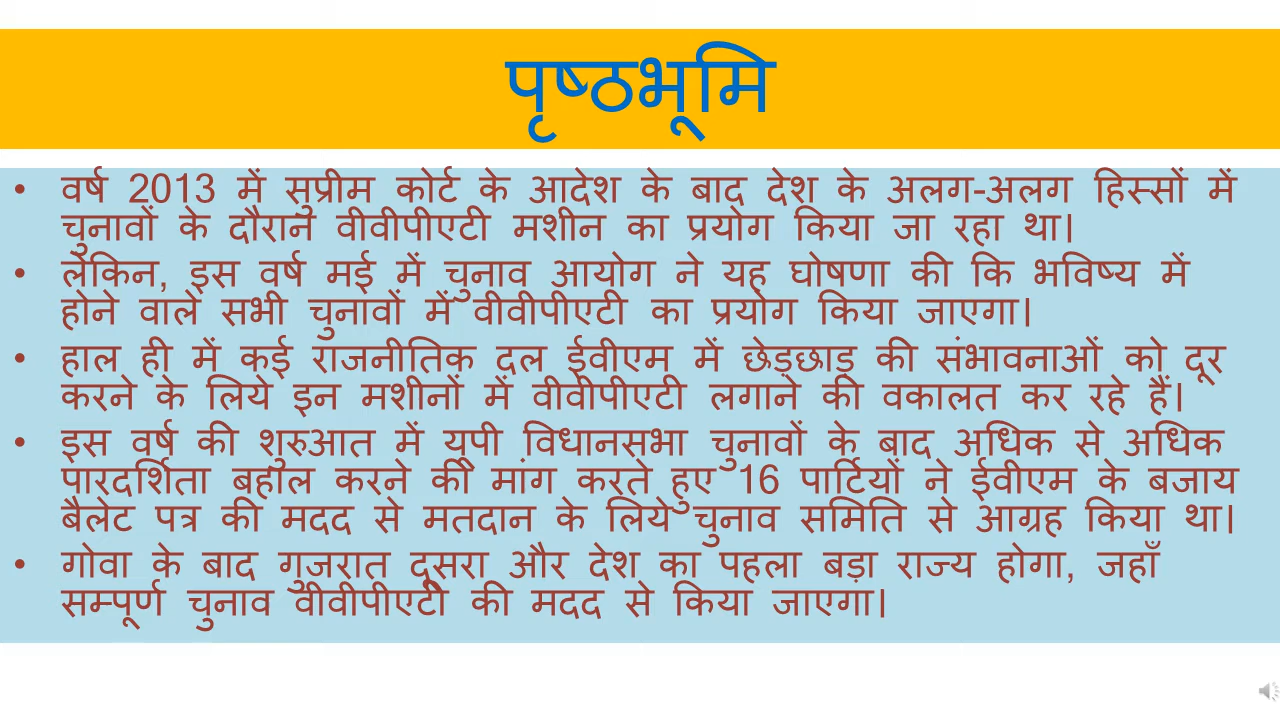 पृष्ठभूमि
• वर्ष 2013 में सुप्रीम कोर्ट के आदेश के बाद देश के अलग-अलग हिस्सों में
चुनावों के दौरान वीवीपीएटी मशीन का प्रयोग किया जा रहा था।
• लेकिन, इस वर्ष मई में चुनाव आयोग ने यह घोषणा की कि भविष्य में
होने वाले सभी चुनावों में वीवीपीएटी का प्रयोग किया जाएगा।
• हाल ही में कई राजनीतिक दल ईवीएम में छेड़छाड़ की संभावनाओं को दूर
करने के लिये इन मशीनों में वीवीपीएटी लगाने की वकालत कर रहे हैं।
• इस वर्ष की शुरुआत में यूपी विधानसभा चुनावों के बाद अधिक से अधिक
पारदर्शिता बहाल करने की मांग करते हुए 16 पार्टियों ने ईवीएम के बजाय
बैलेट पत्र की मदद से मतदान के लिये चुनाव समिति से आग्रह किया था।
• गोवा के बाद गुजरात दूसरा और देश का पहला बड़ा राज्य होगा, जहाँ
सम्पूर्ण चुनाव वीवीपीएटी की मदद से किया जाएगा।